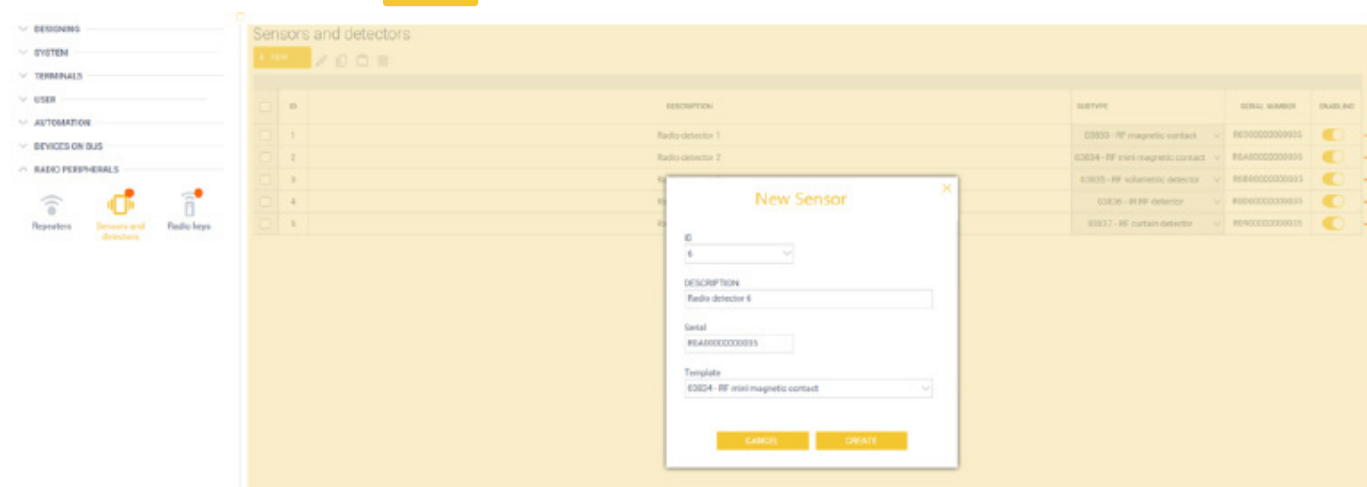 DESIGNING
SYSTEM
TERMINALS
USER
AUTOMATION
DEVICES ON BUS
RADIO PERIPHERALS
Repeaters
Sensors and detectors
Radio keys
Sensors and detectors
NEW
ID DESCRIPTION SUBTYPE SERIAL NUMBER ENABLING
1 Radio detector 1 03833 - RF magnetic contact
2 Radio detector 2 03834 - RF mini magnetic contact
3 03835 - RF volumetric detector
4 03836 - IR RF detector
5 03837 - RF curtain detector
New Sensor
ID
6
DESCRIPTION
Radio detector 6
Serial
Template
03834 - RF mini magnetic contact
CANCEL CREATE